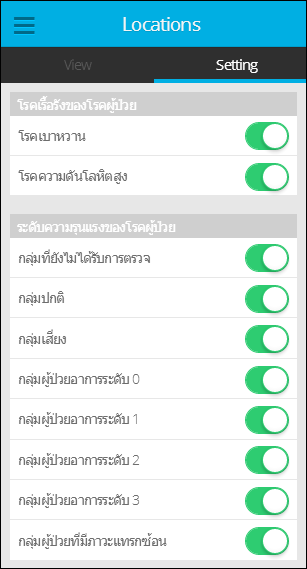 Locations
View
Setting
โรคเรื้อรังของโรคผู้ป่วย
โรคเบาหวาน
โรคความดันโลหิตสูง
ระดับความรุนแรงของโรคผู้ป่วย
กลุ่มที่ยังไม่ได้รับการตรวจ
กลุ่มปกติ
กลุ่มเสี่ยง
กลุ่มผู้ป่วยอาการระดับ 0
กลุ่มผู้ป่วยอาการระดับ 1
กลุ่มผู้ป่วยอาการระดับ 2
กลุ่มผู้ป่วยอาการระดับ 3
กลุ่มผู้ป่วยที่มีภาวะแทรกซ้อน